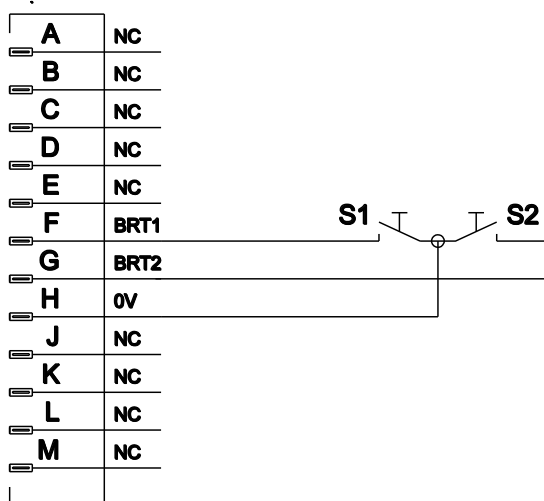 A NC
B NC
C NC
D NC
E NC
F BRT1 S1 S2
G BRT2
H 0V
J NC
K NC
L NC
M NC